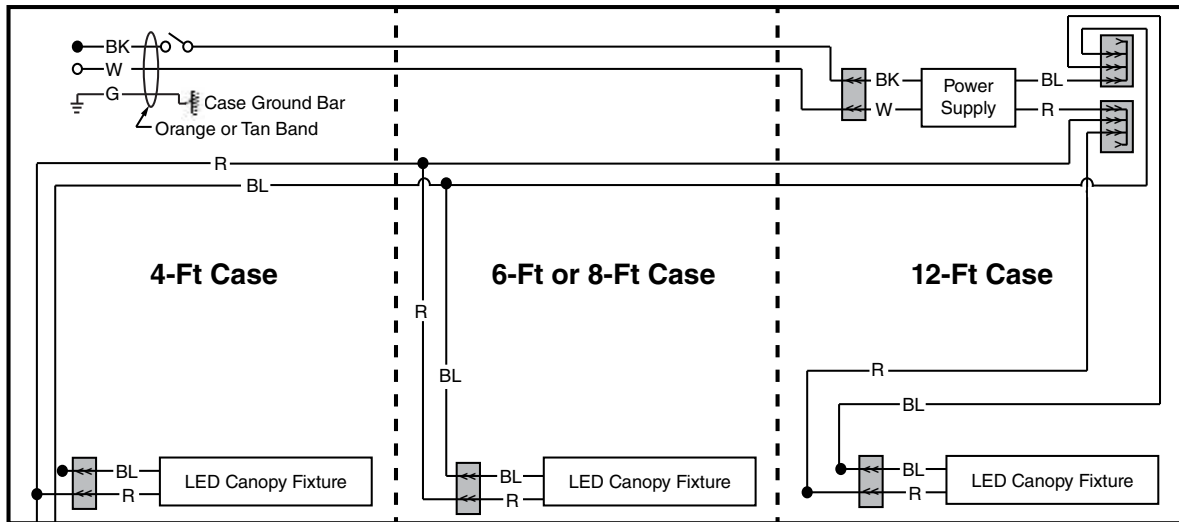 BK
W
G
Case Ground Bar
Orange or Tan Band
BK
W
Power
Supply
BL
R
R
BL
4-Ft Case
6-Ft or 8-Ft Case
12-Ft Case
R
BL
R
BL
BL
R
LED Canopy Fixture
BL
R
LED Canopy Fixture
BL
R
LED Canopy Fixture